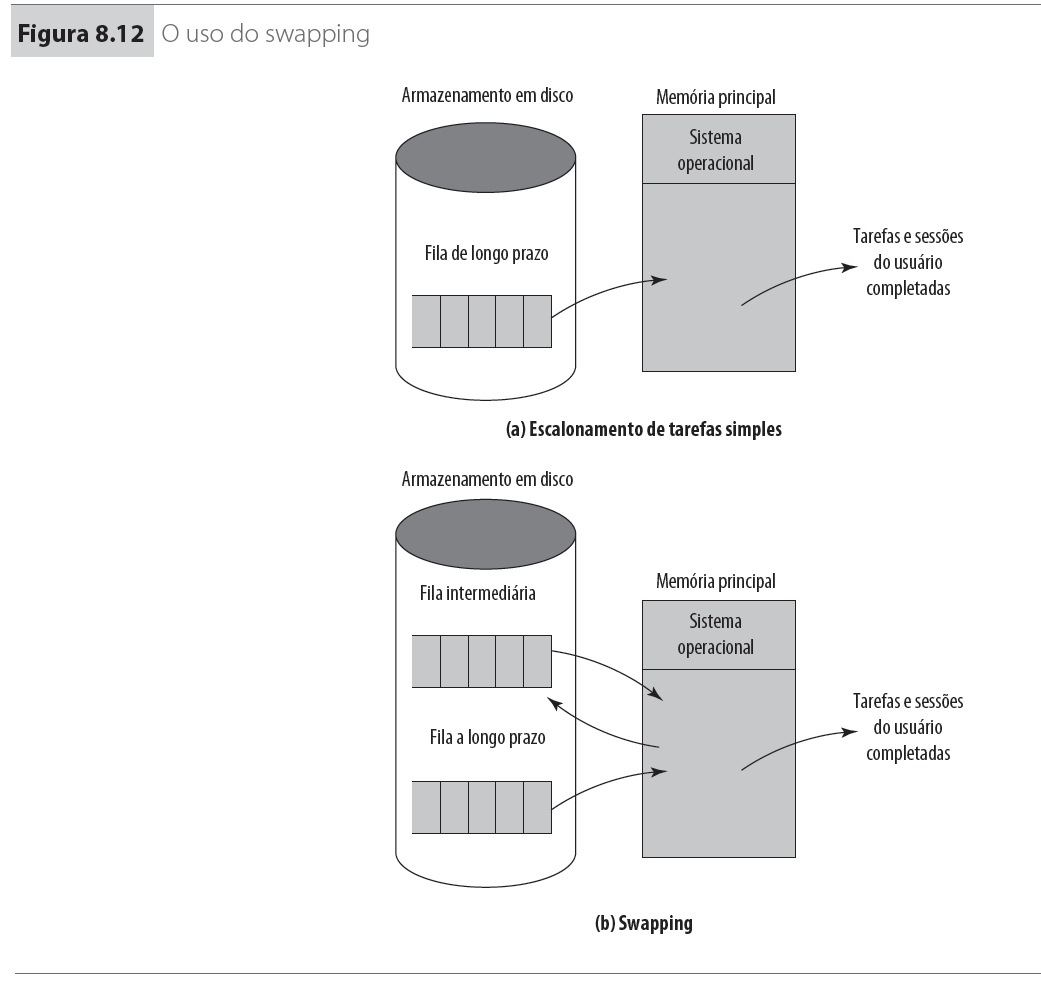 Figura 8.12 O uso do swapping
Armazenamento em disco
Memória principal
Sistema
operacional
Fila de longo prazo
Tarefas e sessões
do usuário
completadas
(a) Escalonamento de tarefas simples
Armazenamento em disco
Fila intermediária
Memória principal
Sistema
operacional
Fila a longo prazo
Tarefas e sessões
do usuário
completadas
(b) Swapping